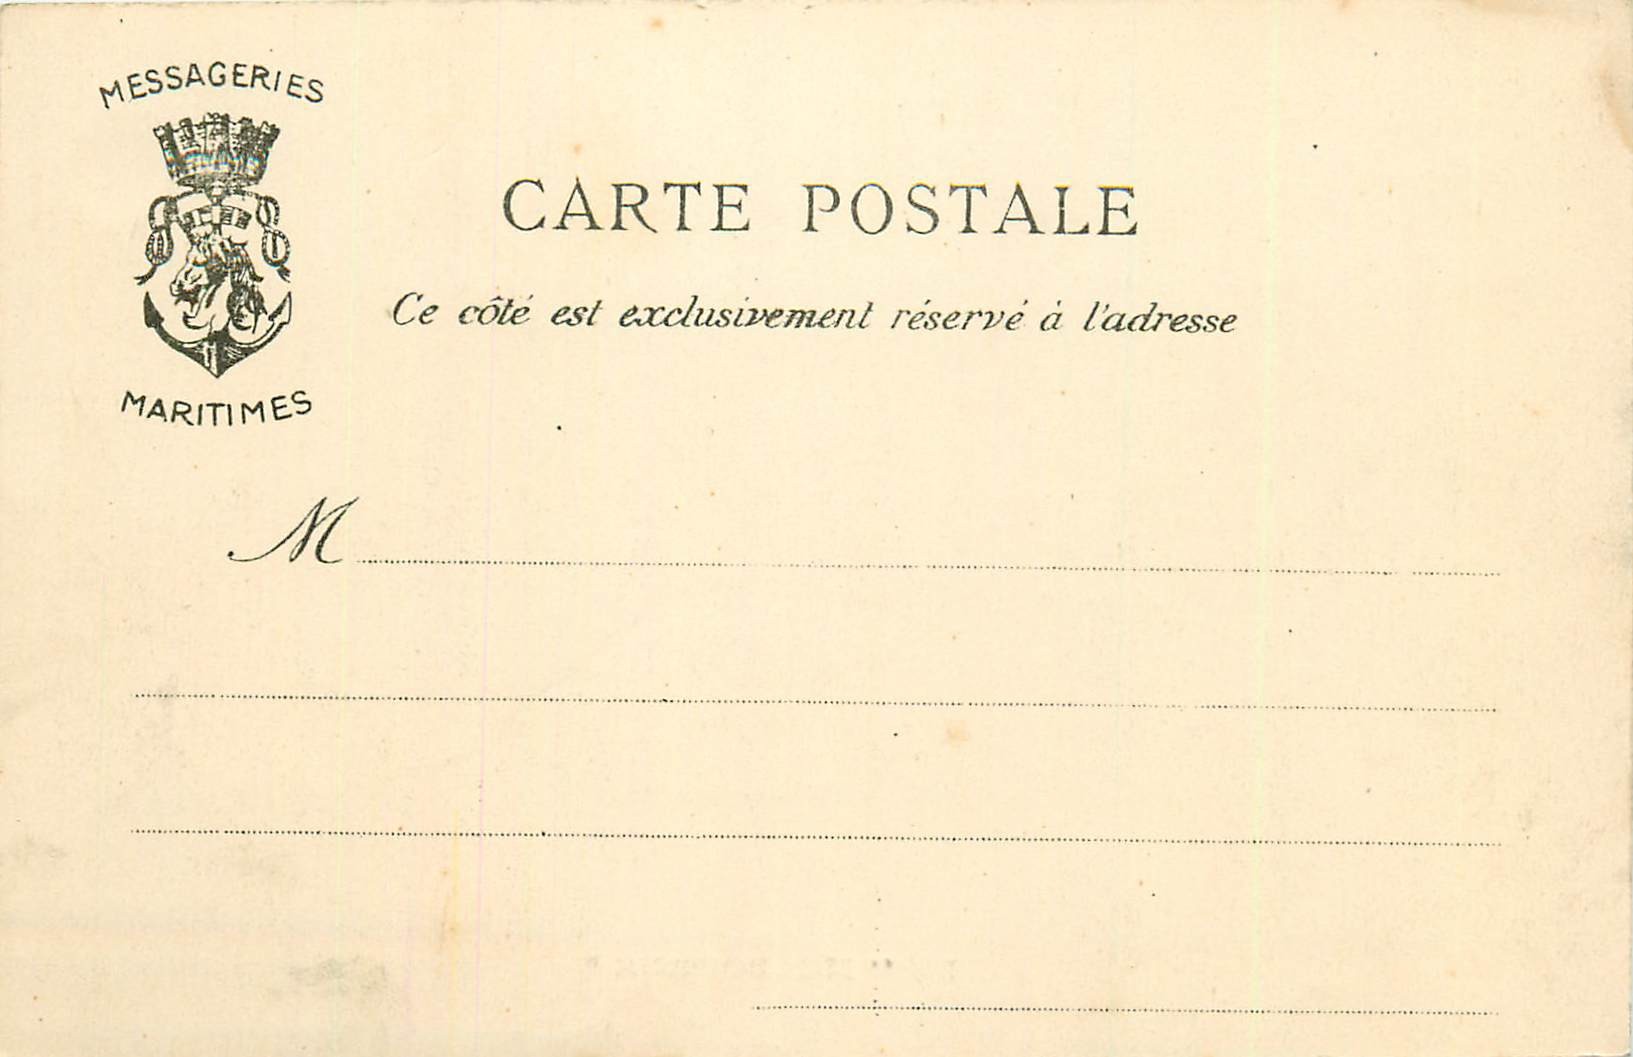 MESSAGERIES
MARITIMES
CARTE POSTALE
Ce côté est exclusivement réservé à l'adresse
M